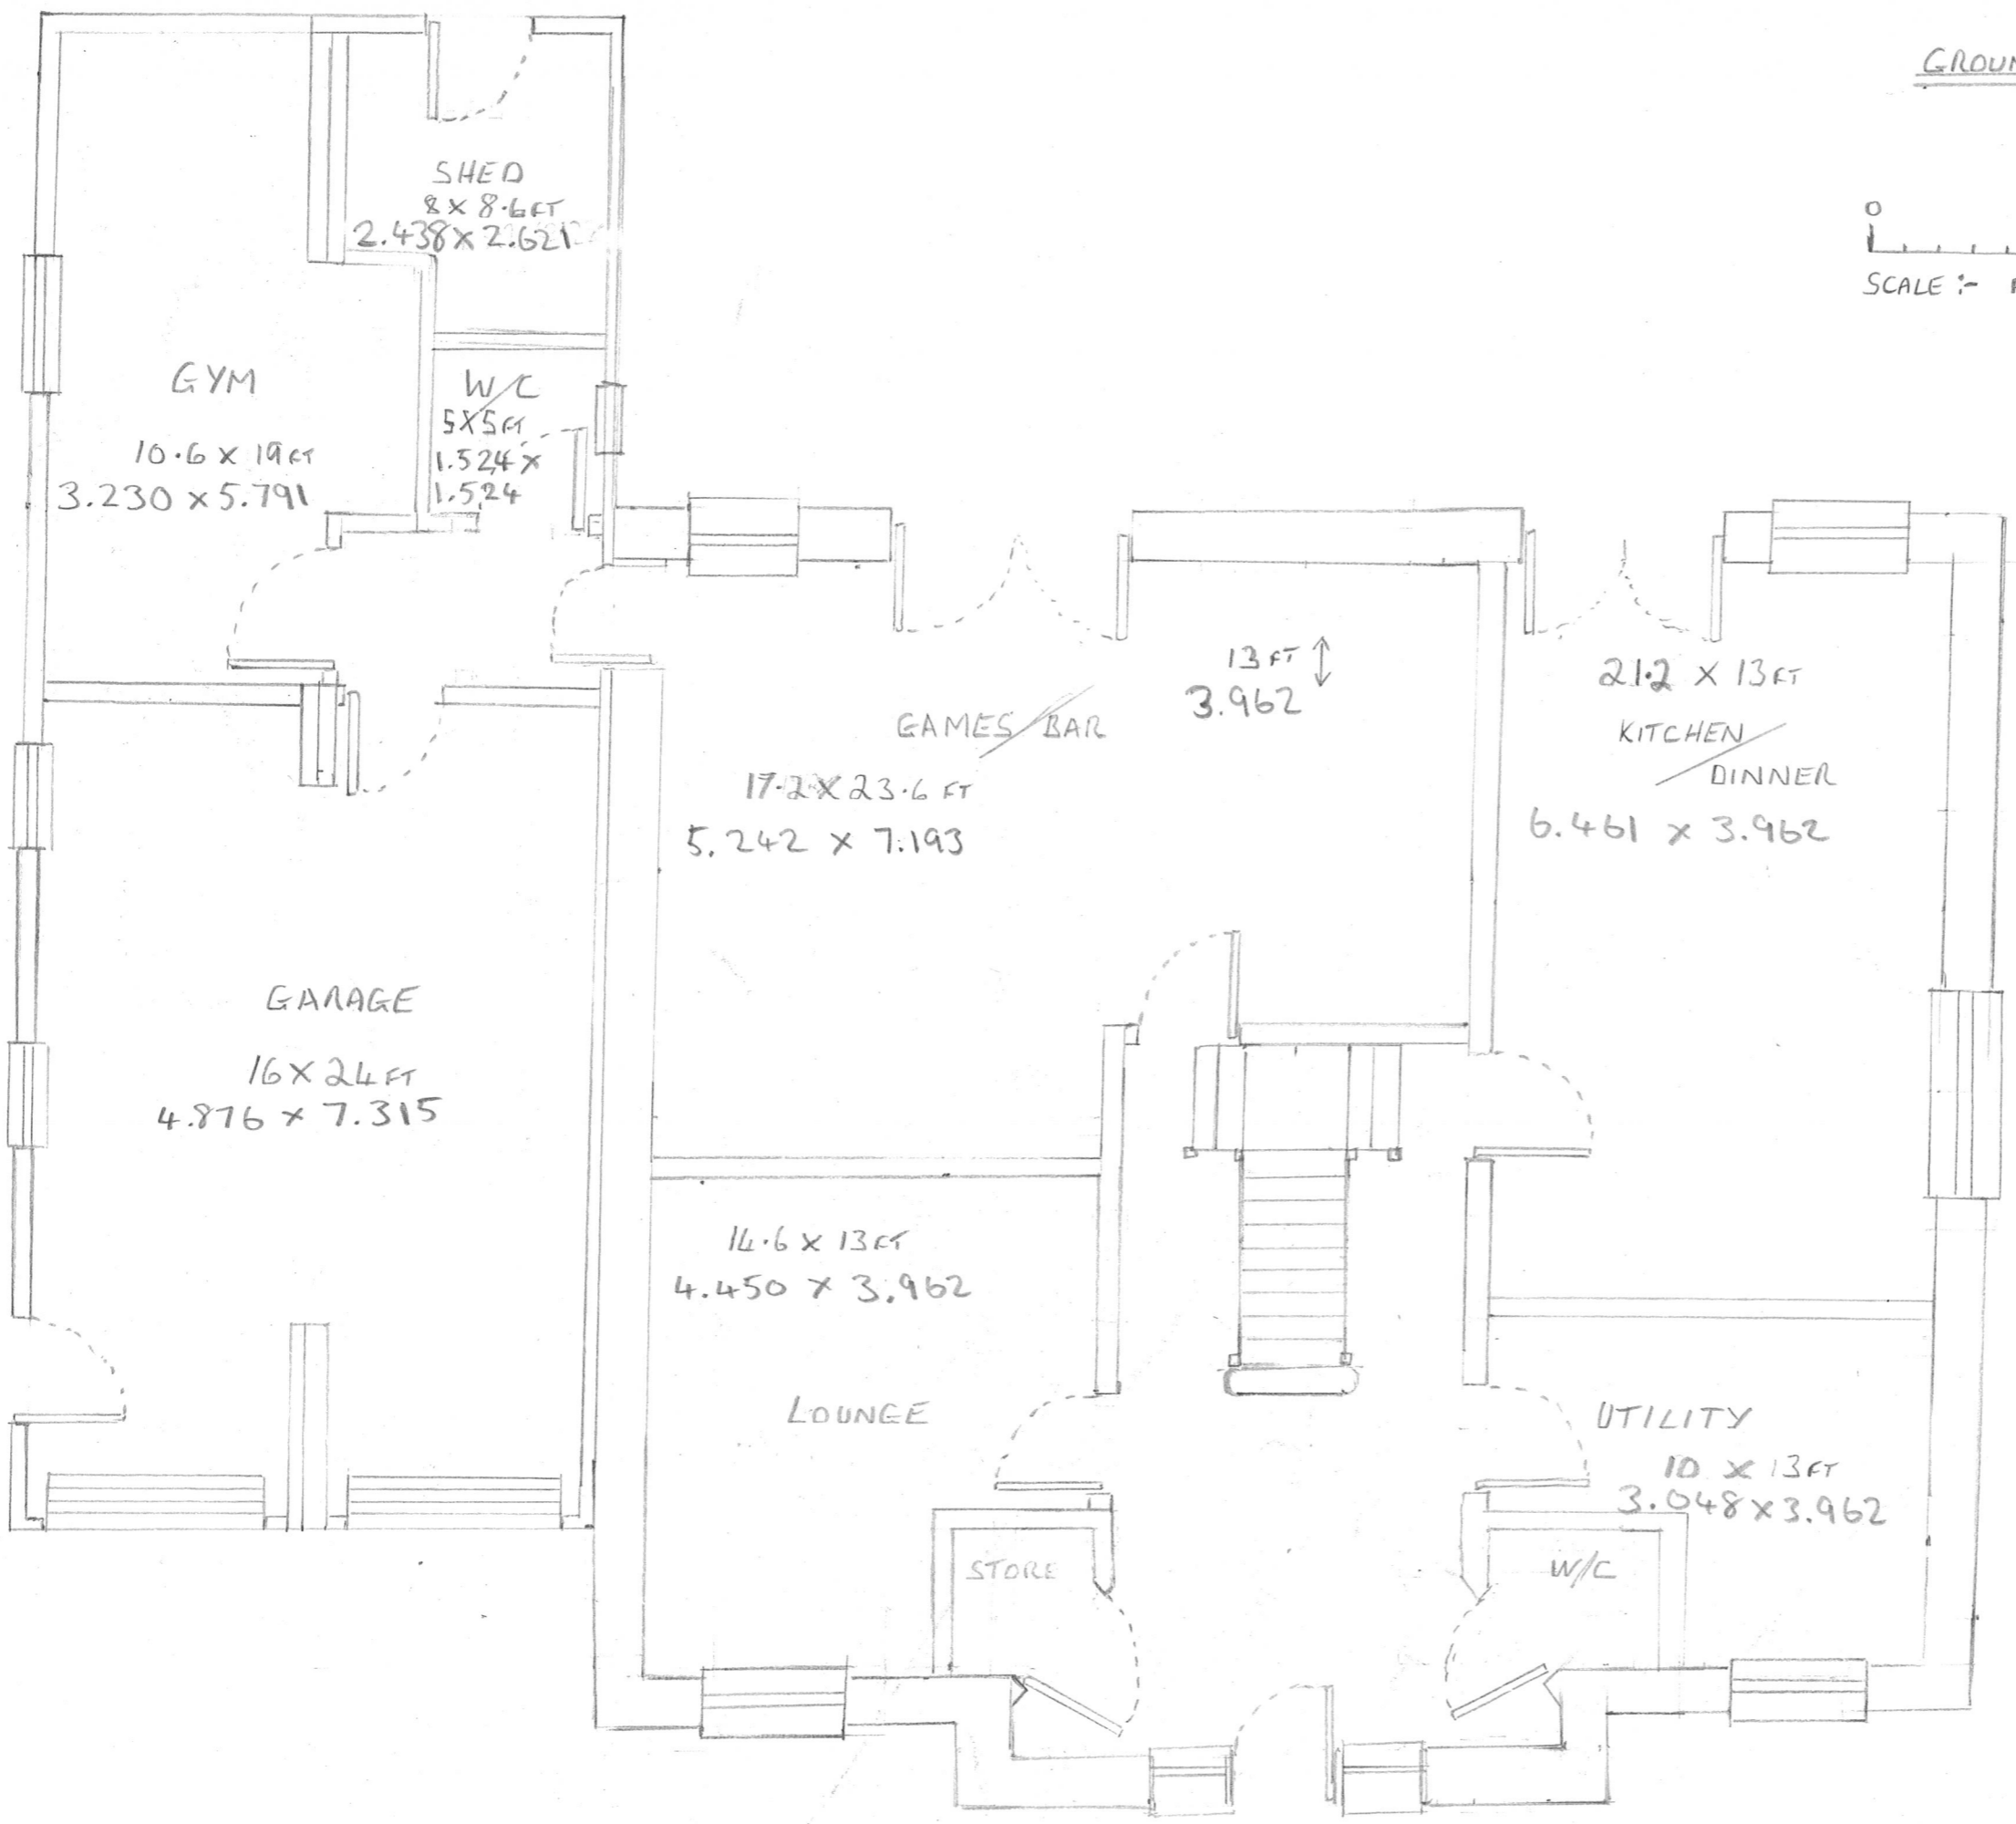 GROUN
0
SCALE :-
SHED
8 X 8.6 FT
2.438 X 2.621
GYM
10.6 X 19 FT
3.230 X 5.791
W/C
5X5 FT
1.524 X
1.524
13 FT
3.962
GAMES/BAR
17.2 X 23.6 FT
5.242 X 7.193
21.2 X 13 FT
KITCHEN/
DINNER
6.461 X 3.962
GARAGE
16 X 24 FT
4.876 X 7.315
14.6 X 13 FT
4.450 X 3.962
LOUNGE
UTILITY
10 X 13 FT
3.048 X 3.962
STORE
W/C